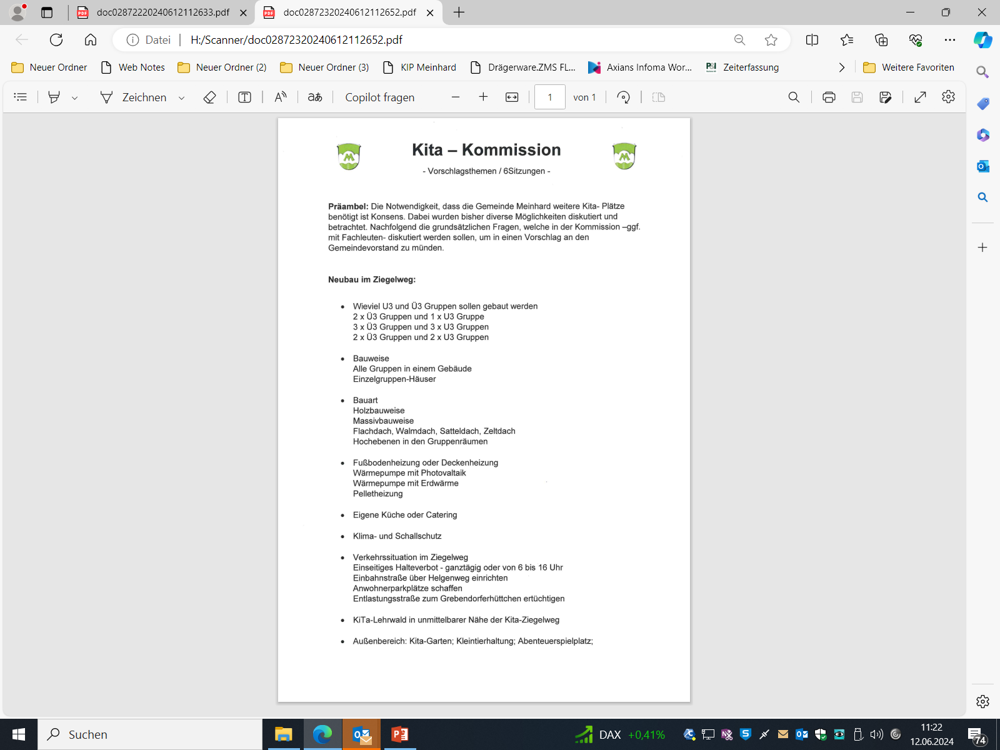 doc02872220240612112633.pdf
doc02872320240612112652.pdf
Datei H:/Scanner/doc02872320240612112652.pdf
Neuer Ordner Web Notes Neuer Ordner (2) Neuer Ordner (3) KIP Meinhard Drägerware.ZMS FL... Axians Infoma Wor... P&I Zeiterfassung Weitere Favoriten
Zeichnen Copilot fragen 1 von 1
Kita – Kommission
- Vorschlagsthemen / 6Sitzungen -
Präambel: Die Notwendigkeit, dass die Gemeinde Meinhard weitere Kita- Plätze
benötigt ist Konsens. Dabei wurden bisher diverse Möglichkeiten diskutiert und
betrachtet. Nachfolgend die grundsätzlichen Fragen, welche in der Kommission –ggf.
mit Fachleuten- diskutiert werden sollen, um in einen Vorschlag an den
Gemeindevorstand zu münden.
Neubau im Ziegelweg:
• Wieviel U3 und Ü3 Gruppen sollen gebaut werden
2 x Ü3 Gruppen und 1 x U3 Gruppe
3 x Ü3 Gruppen und 3 x U3 Gruppen
2 x Ü3 Gruppen und 2 x U3 Gruppen
• Bauweise
Alle Gruppen in einem Gebäude
Einzelgruppen-Häuser
• Bauart
Holzbauweise
Massivbauweise
Flachdach, Walmdach, Satteldach, Zeltdach
Hochebenen in den Gruppenräumen
• Fußbodenheizung oder Deckenheizung
Wärmepumpe mit Photovaltaik
Wärmepumpe mit Erdwärme
Pelletheizung
• Eigene Küche oder Catering
• Klima- und Schallschutz
• Verkehrssituation im Ziegelweg
Einseitiges Halteverbot - ganztägig oder von 6 bis 16 Uhr
Einbahnstraße über Helgenweg einrichten
Anwohnerparkplätze schaffen
Entlastungsstraße zum Grebendorferhüttchen ertüchtigen
• KiTa-Lehrwald in unmittelbarer Nähe der Kita-Ziegelweg
• Außenbereich: Kita-Garten; Kleintierhaltung; Abenteuerspielplatz;
Suchen
DAX +0,41%
11:22
12.06.2024
74